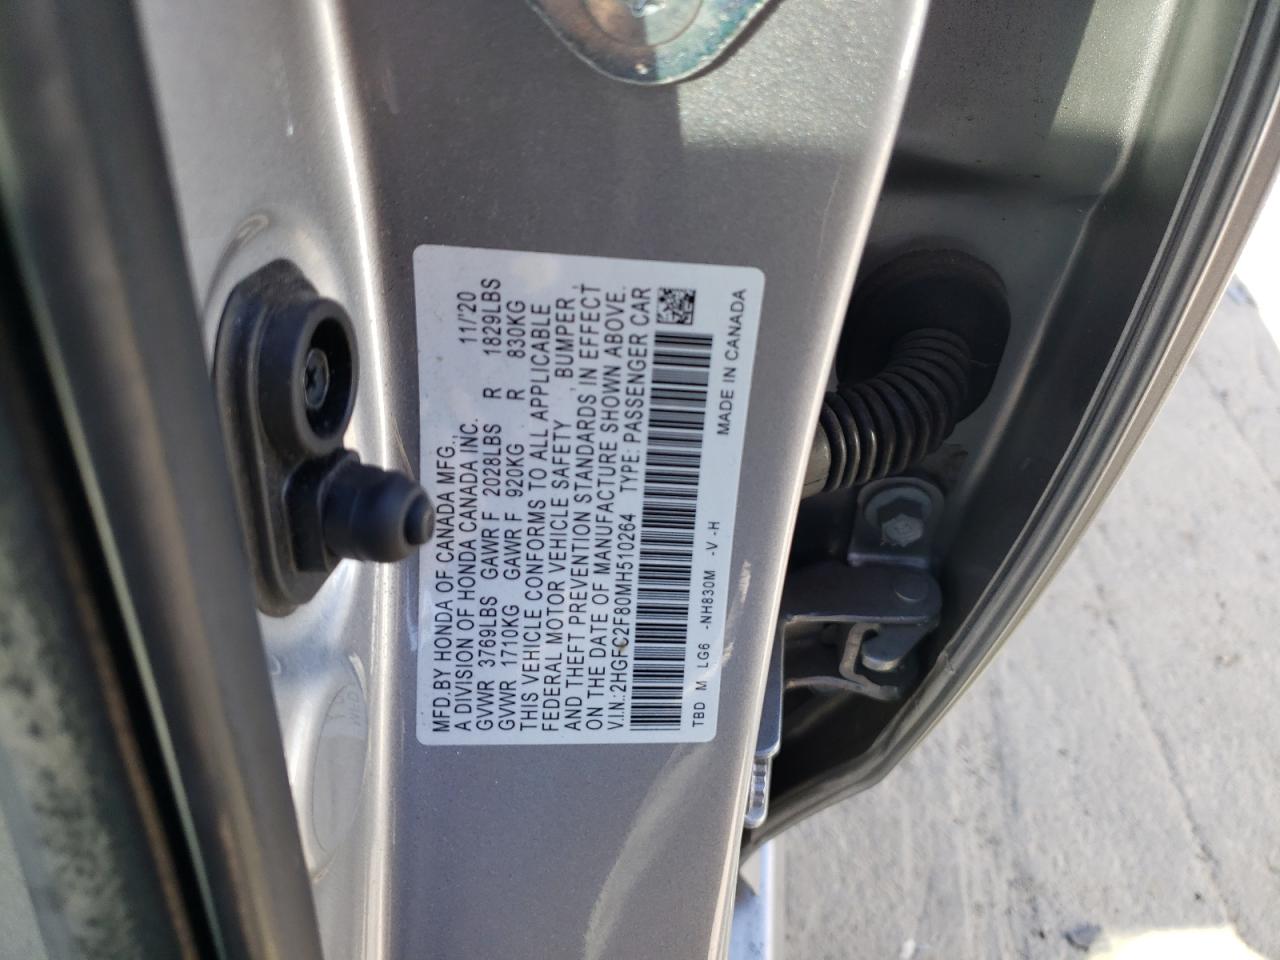 MFD.BY HONDA OF CANADA MFG.,
A DIVISION OF HONDA CANADA INC. 11/'20
GVWR 3769LBS GAWR F 2028LBS R 1829LBS
GVWR 1710KG GAWR F 920KG R 830KG
THIS VEHICLE CONFORMS TO ALL APPLICABLE
FEDERAL MOTOR VEHICLE SAFETY , BUMPER ,
AND THEFT PREVENTION STANDARDS IN EFFECT
ON THE DATE OF MANUFACTURE SHOWN ABOVE.
V.I.N.:2HGFC2F80MH510264 TYPE: PASSENGER CAR
TBD M LG6 -NH830M -V -H MADE IN CANADA